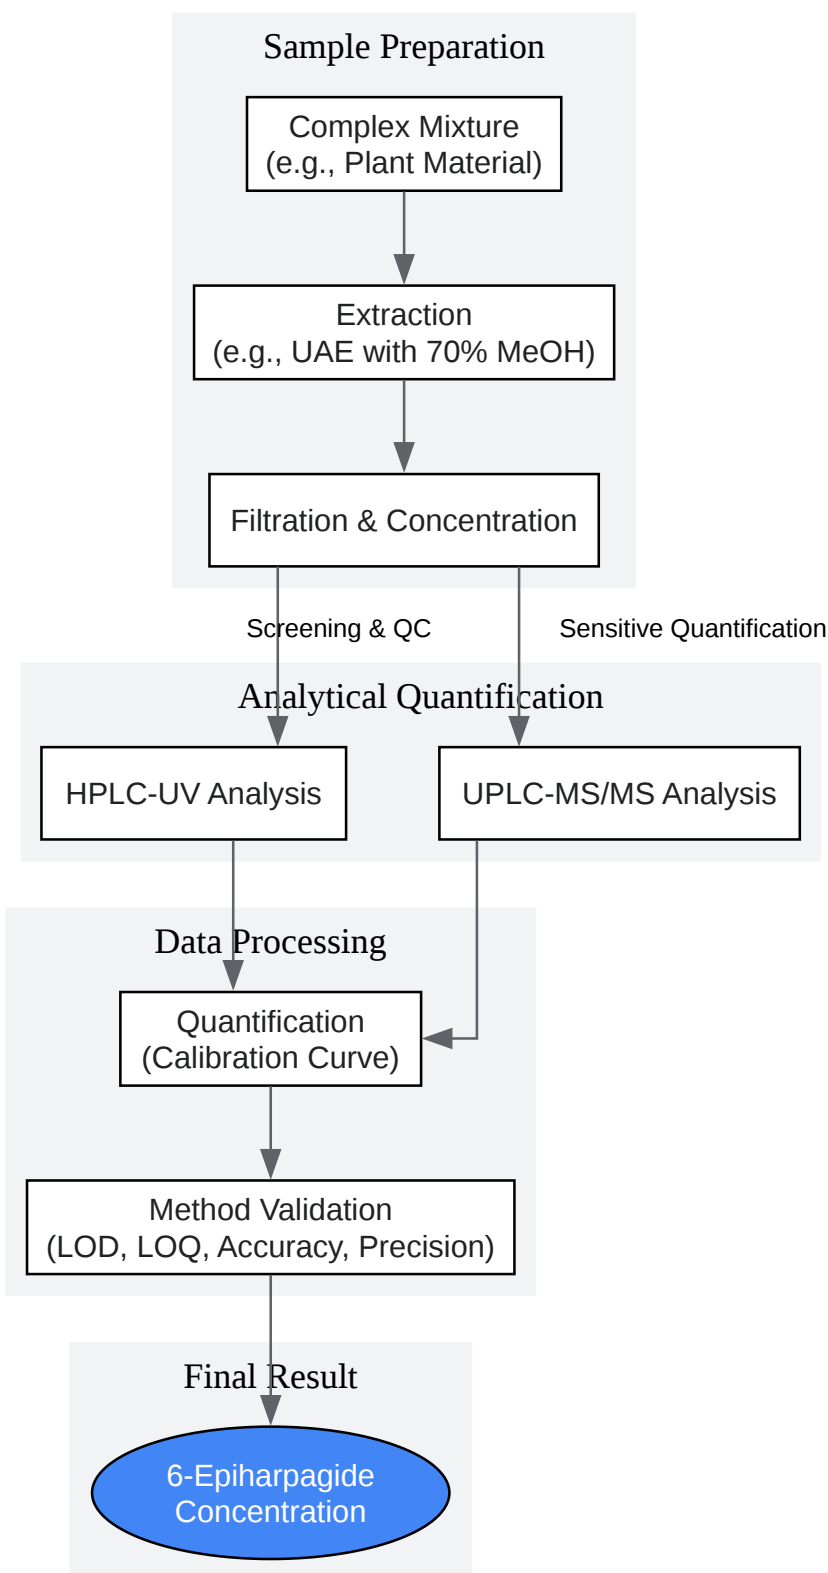 Sample Preparation
Complex Mixture
(e.g., Plant Material)
Extraction
(e.g., UAE with 70% MeOH)
Filtration & Concentration
Screening & QC
Sensitive Quantification
Analytical Quantification
HPLC-UV Analysis
UPLC-MS/MS Analysis
Data Processing
Quantification
(Calibration Curve)
Method Validation
(LOD, LOQ, Accuracy, Precision)
Final Result
6-Epiharpagide
Concentration